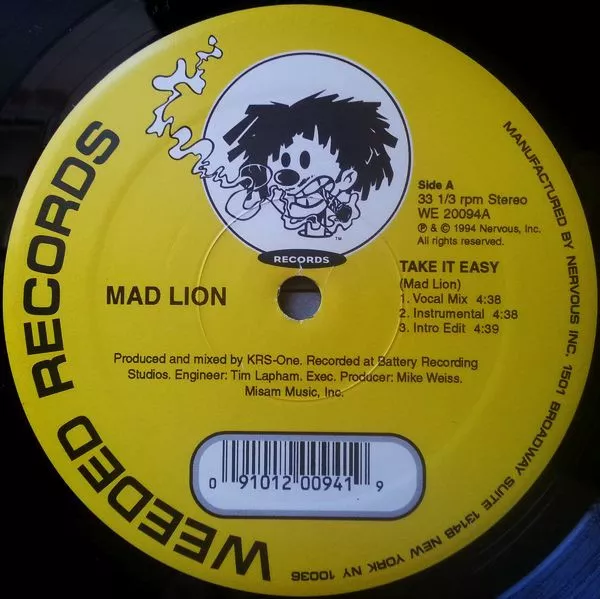 WEEDED RECORDS
RECORDS
™
MAD LION
Side A
33 1/3 rpm Stereo
WE 20094A
℗ & © 1994 Nervous, Inc.
All rights reserved.
TAKE IT EASY
(Mad Lion)
1. Vocal Mix 4:38
2. Instrumental 4:38
3. Intro Edit 4:39
Produced and mixed by KRS-One. Recorded at Battery Recording
Studios. Engineer: Tim Lapham. Exec. Producer: Mike Weiss.
Misam Music, Inc.
0 91012 00941 9
MANUFACTURED BY NERVOUS INC. 1501 BROADWAY SUITE 1314B NEW YORK NY 10036